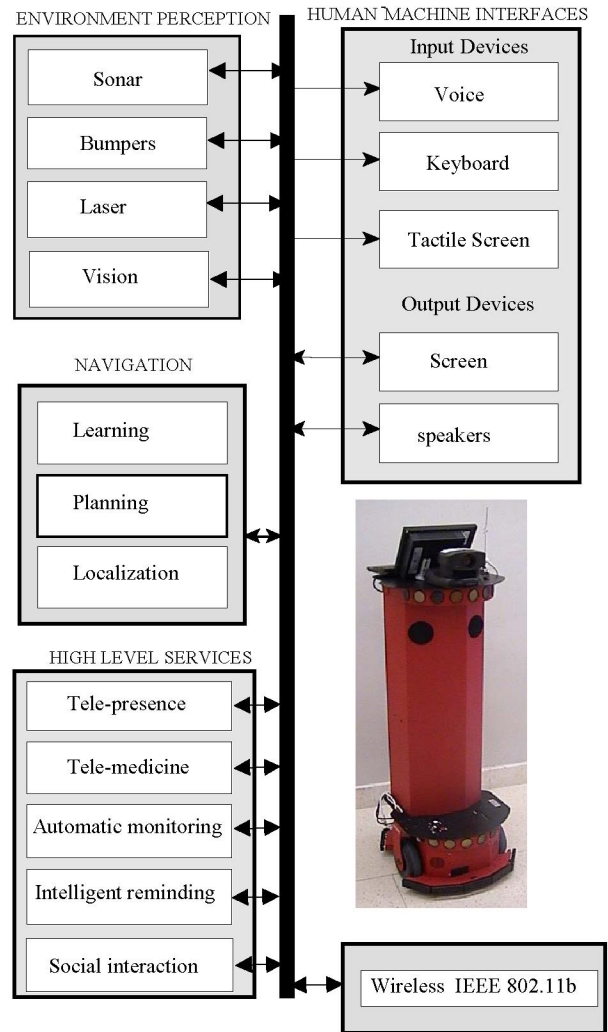 ENVIRONMENT PERCEPTION
Sonar
Bumpers
Laser
Vision
HUMAN MACHINE INTERFACES
Input Devices
Voice
Keyboard
Tactile Screen
Output Devices
Screen
speakers
NAVIGATION
Learning
Planning
Localization
HIGH LEVEL SERVICES
Tele-presence
Tele-medicine
Automatic monitoring
Intelligent reminding
Social interaction
Wireless IEEE 802.11b